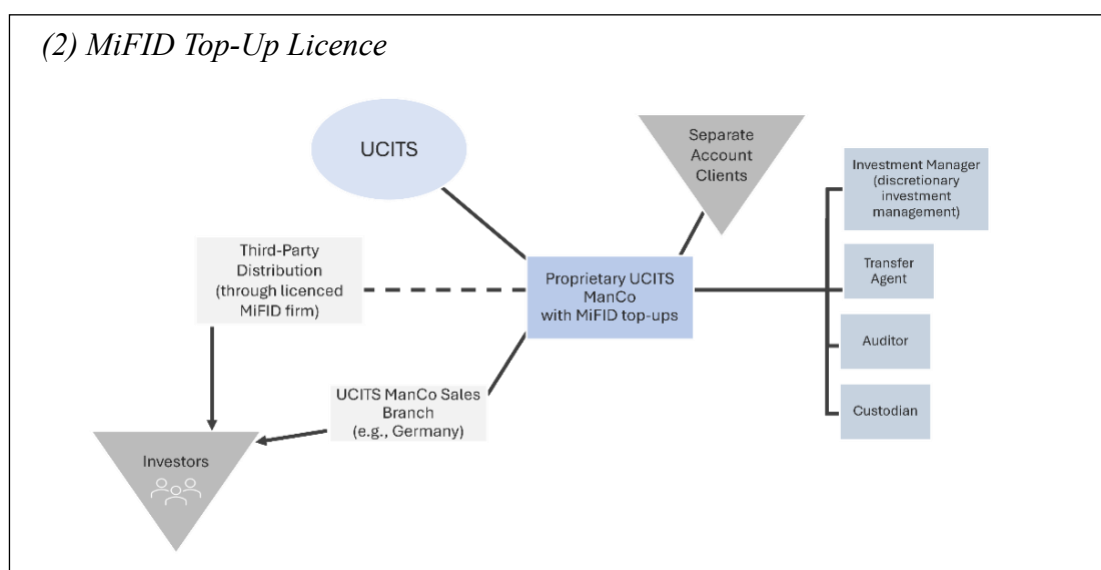 (2) MiFID Top-Up Licence
UCITS
Separate
Account
Clients
Investment Manager
(discretionary
investment
management)
Third-Party
Distribution
(through licenced
MiFID firm)
Proprietary UCITS
ManCo
with MiFID top-ups
Transfer
Agent
Auditor
UCITS ManCo Sales
Branch
(e.g., Germany)
Custodian
Investors